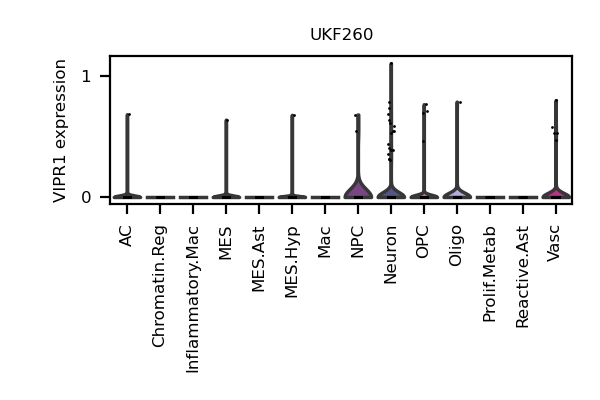 UKF260
VIPR1 expression
1
0
AC
Chromatin.Reg
Inflammatory.Mac
MES
MES.Ast
MES.Hyp
Mac
NPC
Neuron
OPC
Oligo
Prolif.Metab
Reactive.Ast
Vasc